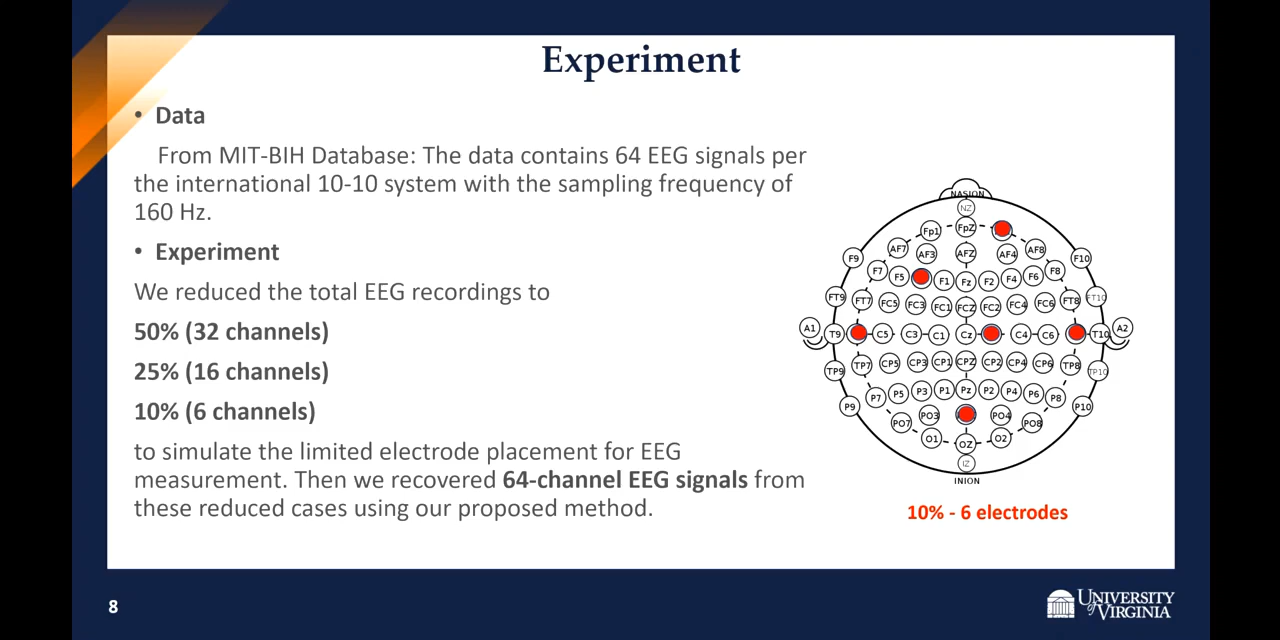 Experiment
• Data
From MIT-BIH Database: The data contains 64 EEG signals per
the international 10-10 system with the sampling frequency of
160 Hz.
• Experiment
We reduced the total EEG recordings to
50% (32 channels)
25% (16 channels)
10% (6 channels)
to simulate the limited electrode placement for EEG
measurement. Then we recovered 64-channel EEG signals from
these reduced cases using our proposed method.
NASION
NZ
Fp1 FpZ
AF7 AF3 AFZ AF4 AF8
F9 F7 F5 F1 Fz F2 F4 F6 F8 F10
FT9 FT7 FC5 FC3 FC1 FCZ FC2 FC4 FC6 FT8 FT10
A1 T9 C5 C3 C1 Cz C4 C6 T10 A2
TP9 TP7 CP5 CP3 CP1 CPZ CP2 CP4 CP6 TP8 TP10
P9 P7 P5 P3 P1 Pz P2 P4 P6 P8 P10
PO7 PO3 PO4 PO8
O1 OZ O2
IZ
INION
10% - 6 electrodes
8
UNIVERSITY
of VIRGINIA